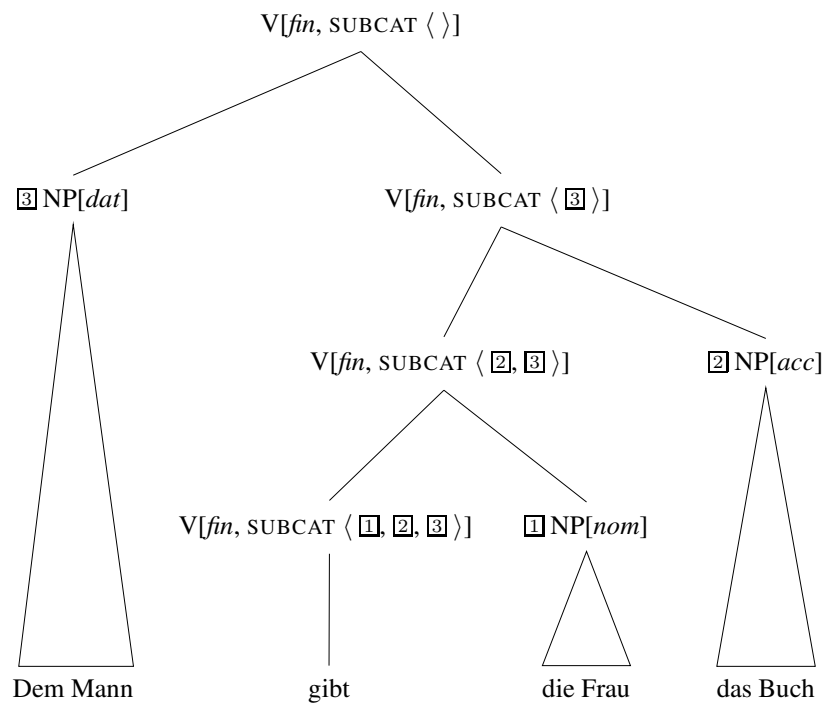 V[fin, SUBCAT ⟨ ⟩]
[3] NP[dat] V[fin, SUBCAT ⟨ [3] ⟩]
V[fin, SUBCAT ⟨ [2], [3] ⟩] [2] NP[acc]
V[fin, SUBCAT ⟨ [1], [2], [3] ⟩] [1] NP[nom]
Dem Mann gibt die Frau das Buch